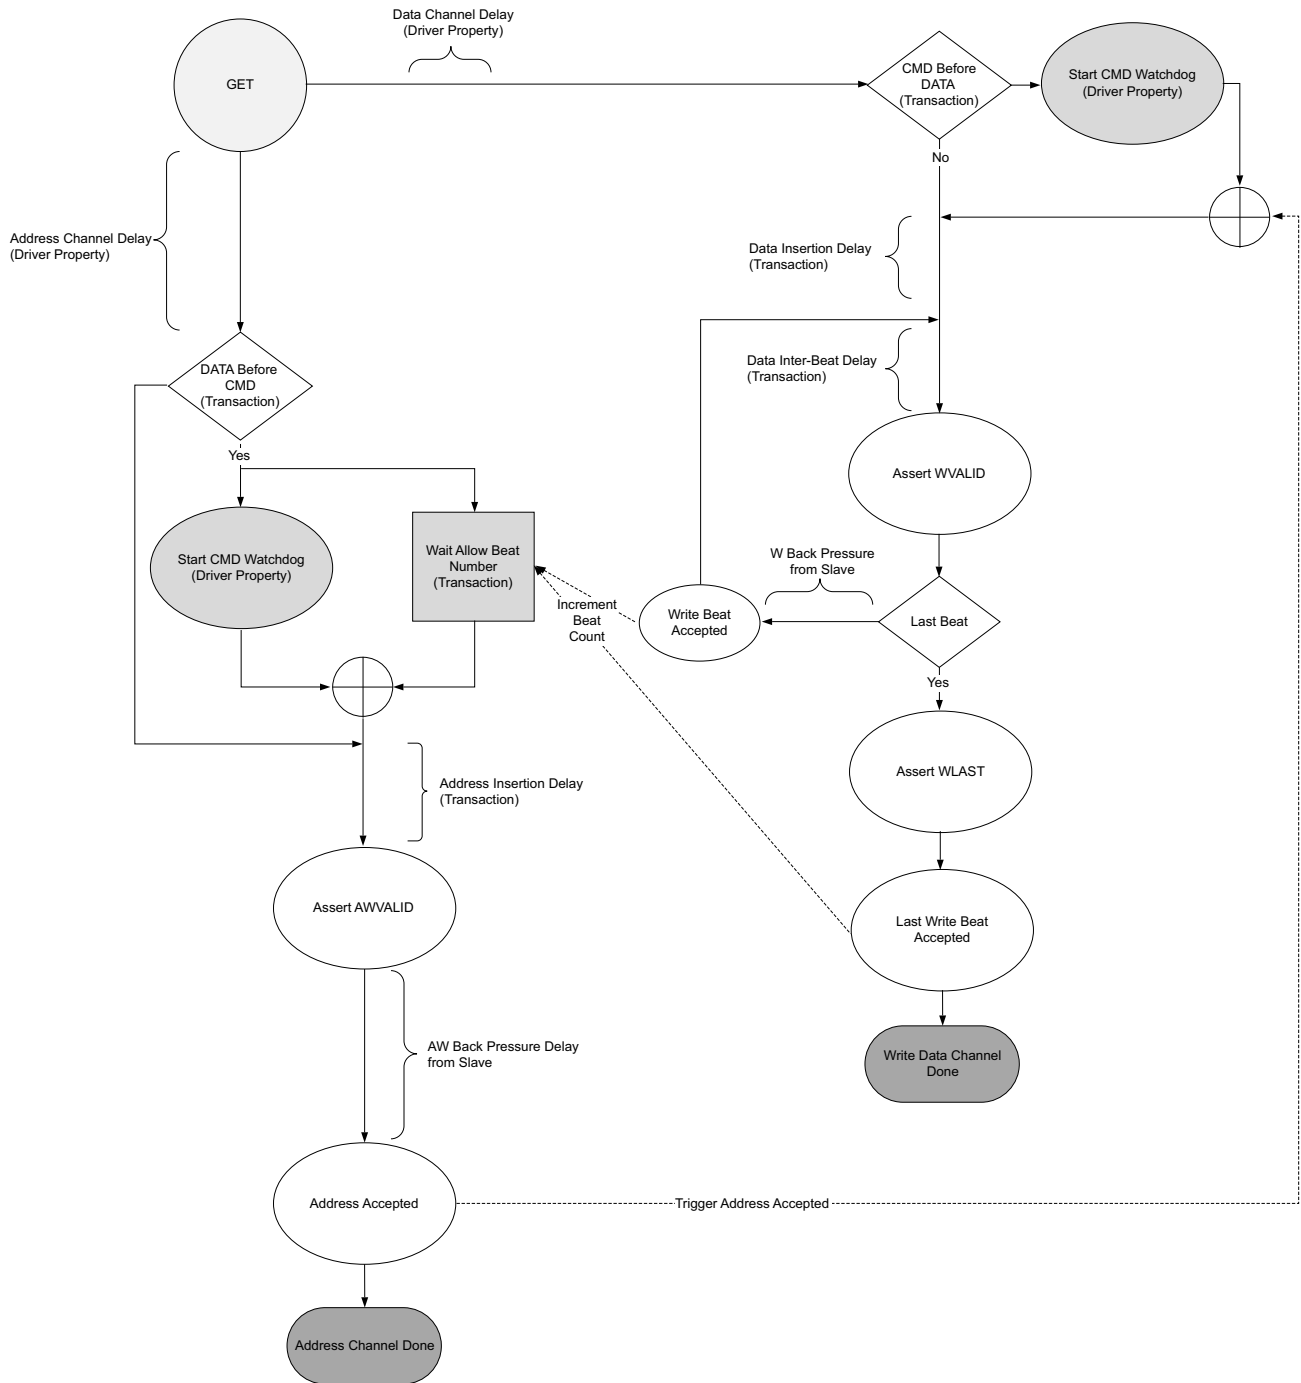 Data Channel Delay
(Driver Property)
GET
CMD Before
DATA
(Transaction)
Start CMD Watchdog
(Driver Property)
No
Address Channel Delay
(Driver Property)
Data Insertion Delay
(Transaction)
DATA Before
CMD
(Transaction)
Data Inter-Beat Delay
(Transaction)
Yes
Assert WVALID
Start CMD Watchdog
(Driver Property)
Wait Allow Beat
Number
(Transaction)
W Back Pressure
from Slave
Increment
Beat
Count
Write Beat
Accepted
Last Beat
Yes
Assert WLAST
Address Insertion Delay
(Transaction)
Assert AWVALID
Last Write Beat
Accepted
AW Back Pressure Delay
from Slave
Write Data Channel
Done
Address Accepted
Trigger Address Accepted
Address Channel Done